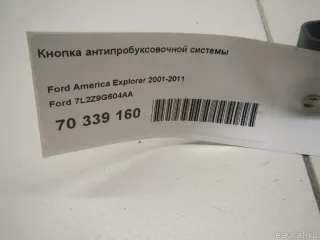 Кнопка антипробуксовочной системы
Ford America Explorer 2001-2011
Ford 7L2Z9G604AA
70 339 160